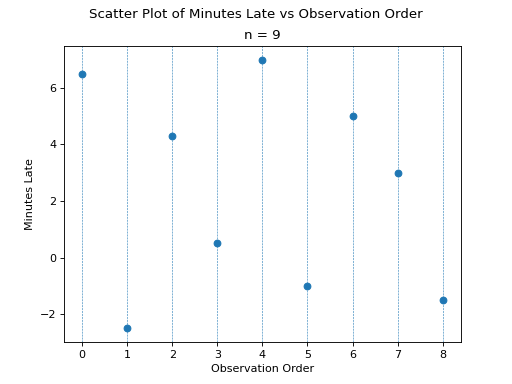 Scatter Plot of Minutes Late vs Observation Order
n = 9
6
4
2
0
−2
Minutes Late
0 1 2 3 4 5 6 7 8
Observation Order